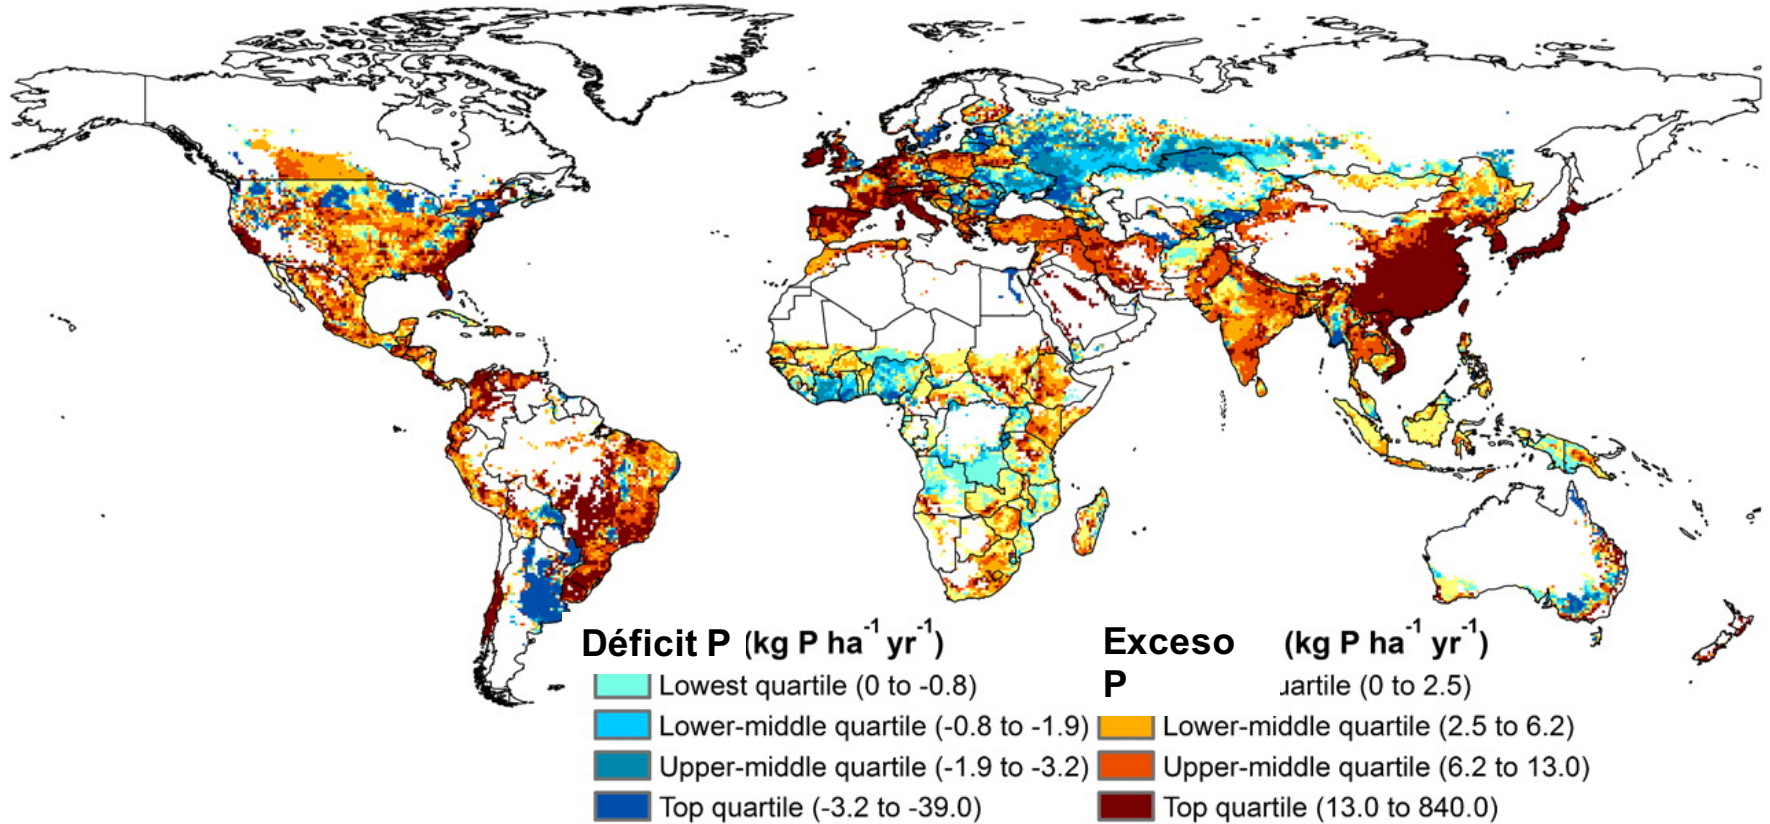 Déficit P (kg P ha⁻¹ yr⁻¹)
Lowest quartile (0 to -0.8)
Lower-middle quartile (-0.8 to -1.9)
Upper-middle quartile (-1.9 to -3.2)
Top quartile (-3.2 to -39.0)
Exceso P (kg P ha⁻¹ yr⁻¹)
(0 to 2.5)
Lower-middle quartile (2.5 to 6.2)
Upper-middle quartile (6.2 to 13.0)
Top quartile (13.0 to 840.0)